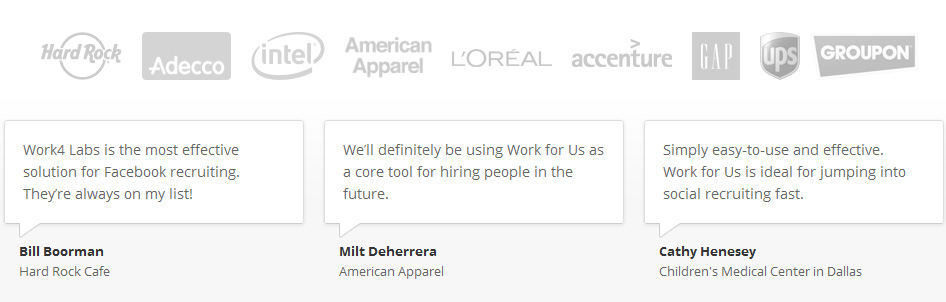 Hard Rock
Adecco
intel
American
Apparel
L'ORÉAL
accenture
GAP
ups
GROUPON
Work4 Labs is the most effective
solution for Facebook recruiting.
They're always on my list!
Bill Boorman
Hard Rock Cafe
We'll definitely be using Work for Us as
a core tool for hiring people in the
future.
Milt Deherrera
American Apparel
Simply easy-to-use and effective.
Work for Us is ideal for jumping into
social recruiting fast.
Cathy Henesey
Children's Medical Center in Dallas